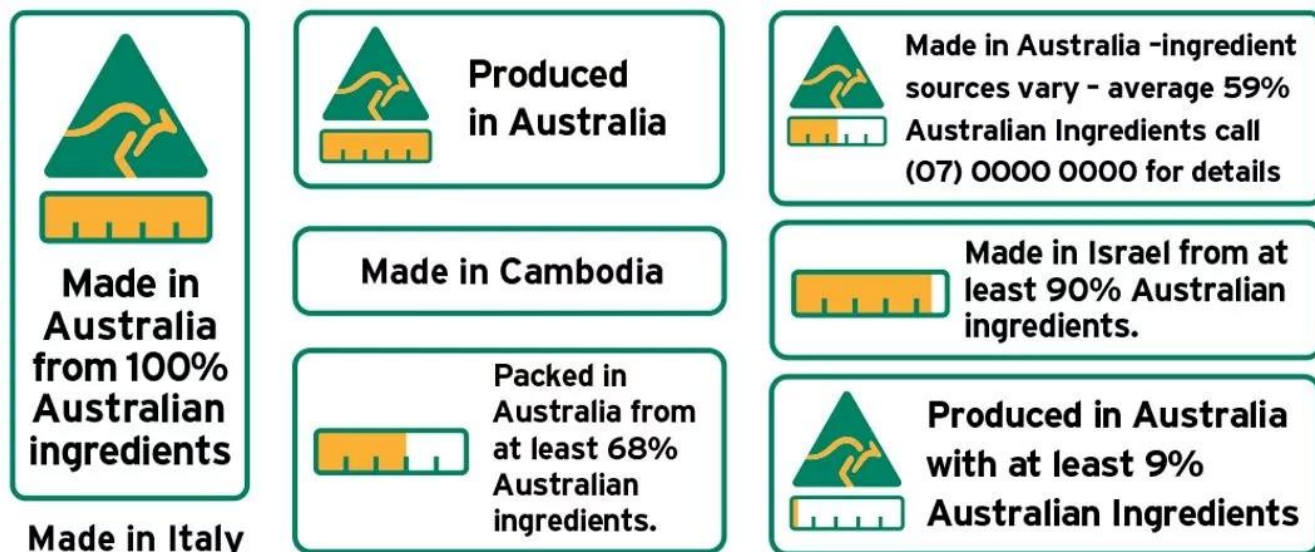 Made in
Australia
from 100%
Australian
ingredients
Made in Italy
Produced
in Australia
Made in Cambodia
Packed in
Australia from
at least 68%
Australian
ingredients.
Made in Australia -ingredient
sources vary - average 59%
Australian Ingredients call
(07) 0000 0000 for details
Made in Israel from at
least 90% Australian
ingredients.
Produced in Australia
with at least 9%
Australian Ingredients